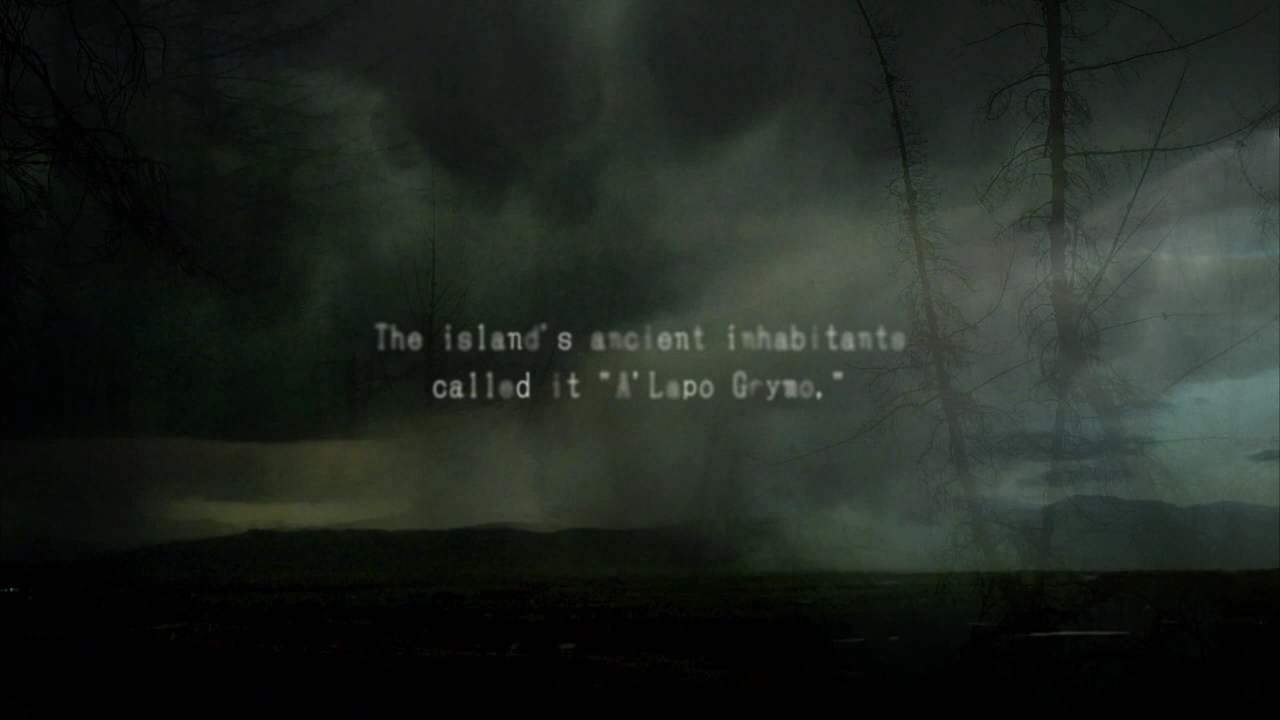 The island's ancient inhabitants
called it "A'Lapo Grymo."